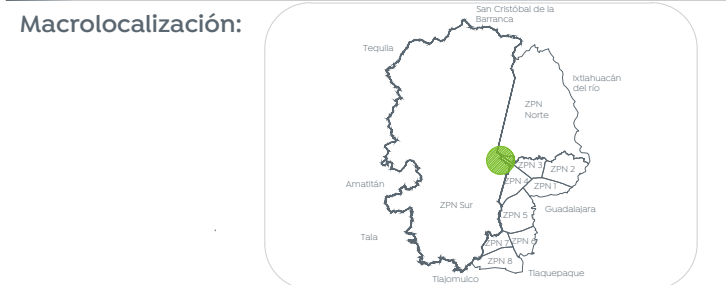 Macrolocalización:
San Cristóbal de la
Barranca
Tequila
Ixtlahuacán
del río
ZPN
Norte
ZPN 3
ZPN 2
ZPN 4
ZPN 1
Amatitán
ZPN Sur
Guadalajara
ZPN 5
Tala
ZPN 7
ZPN 6
ZPN 8
Tlaquepaque
Tlajomulco